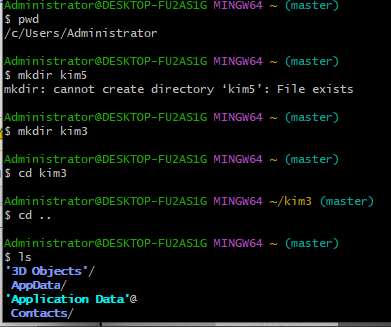 Administrator@DESKTOP-FU2AS1G MINGW64 ~ (master)
$ pwd
/c/Users/Administrator
Administrator@DESKTOP-FU2AS1G MINGW64 ~ (master)
$ mkdir kim5
mkdir: cannot create directory ‘kim5’: File exists
Administrator@DESKTOP-FU2AS1G MINGW64 ~ (master)
$ mkdir kim3
Administrator@DESKTOP-FU2AS1G MINGW64 ~ (master)
$ cd kim3
Administrator@DESKTOP-FU2AS1G MINGW64 ~/kim3 (master)
$ cd ..
Administrator@DESKTOP-FU2AS1G MINGW64 ~ (master)
$ ls
'3D Objects'/
AppData/
'Application Data'@
Contacts/